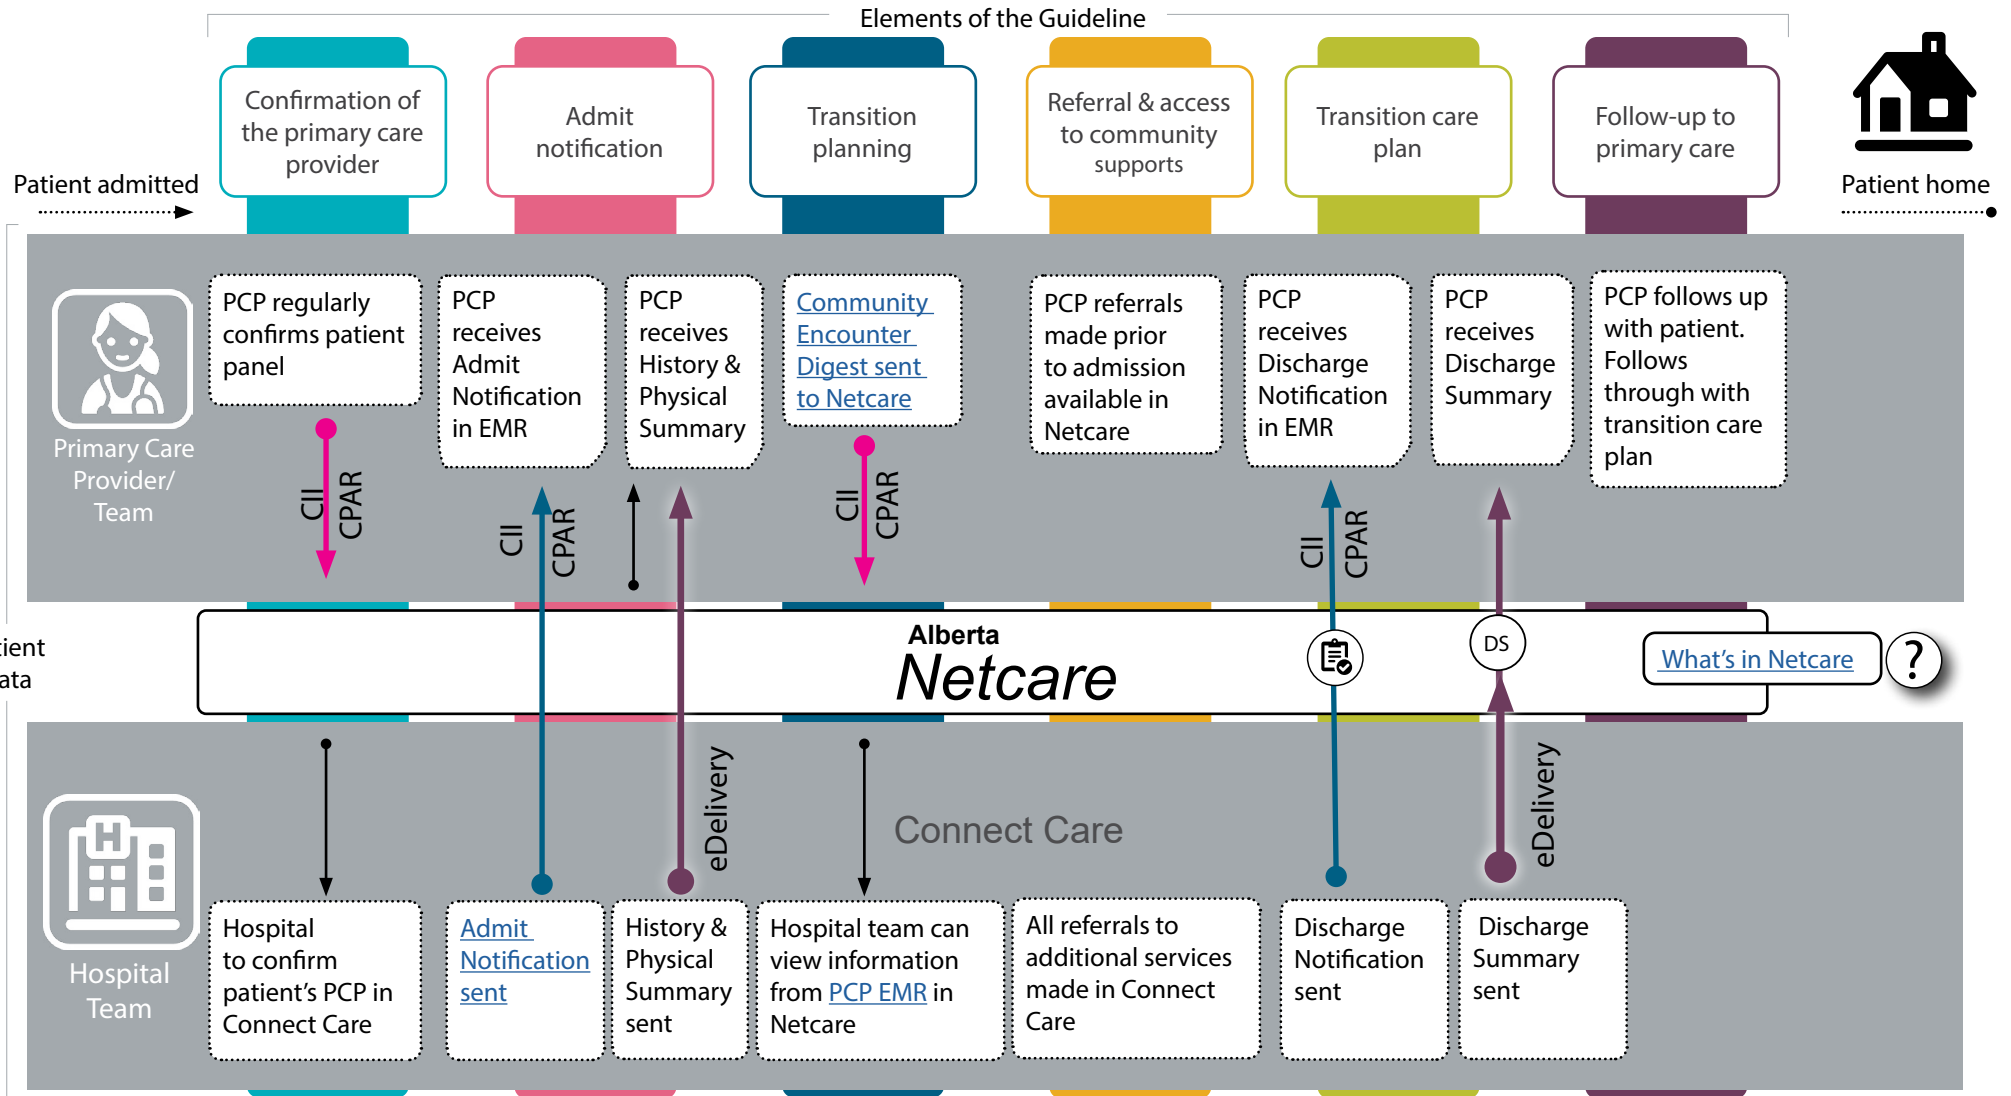 Elements of the Guideline
Confirmation of
the primary care
provider
Admit
notification
Transition
planning
Referral & access
to community
supports
Transition care
plan
Follow-up to
primary care
Patient admitted
Patient home
Primary Care
Provider/
Team
PCP regularly
confirms patient
panel
PCP
receives
Admit
Notification
in EMR
PCP
receives
History &
Physical
Summary
Community
Encounter
Digest sent
to Netcare
PCP referrals
made prior
to admission
available in
Netcare
PCP
receives
Discharge
Notification
in EMR
PCP
receives
Discharge
Summary
PCP follows up
with patient.
Follows
through with
transition care
plan
CII
CPAR
CII
CPAR
CII
CPAR
CII
CPAR
tient
ata
Alberta
Netcare
DS
What's in Netcare
?
eDelivery
Connect Care
eDelivery
H
Hospital
Team
Hospital
to confirm
patient's PCP in
Connect Care
Admit
Notification
sent
History &
Physical
Summary
sent
Hospital team can
view information
from PCP EMR in
Netcare
All referrals to
additional services
made in Connect
Care
Discharge
Notification
sent
Discharge
Summary
sent